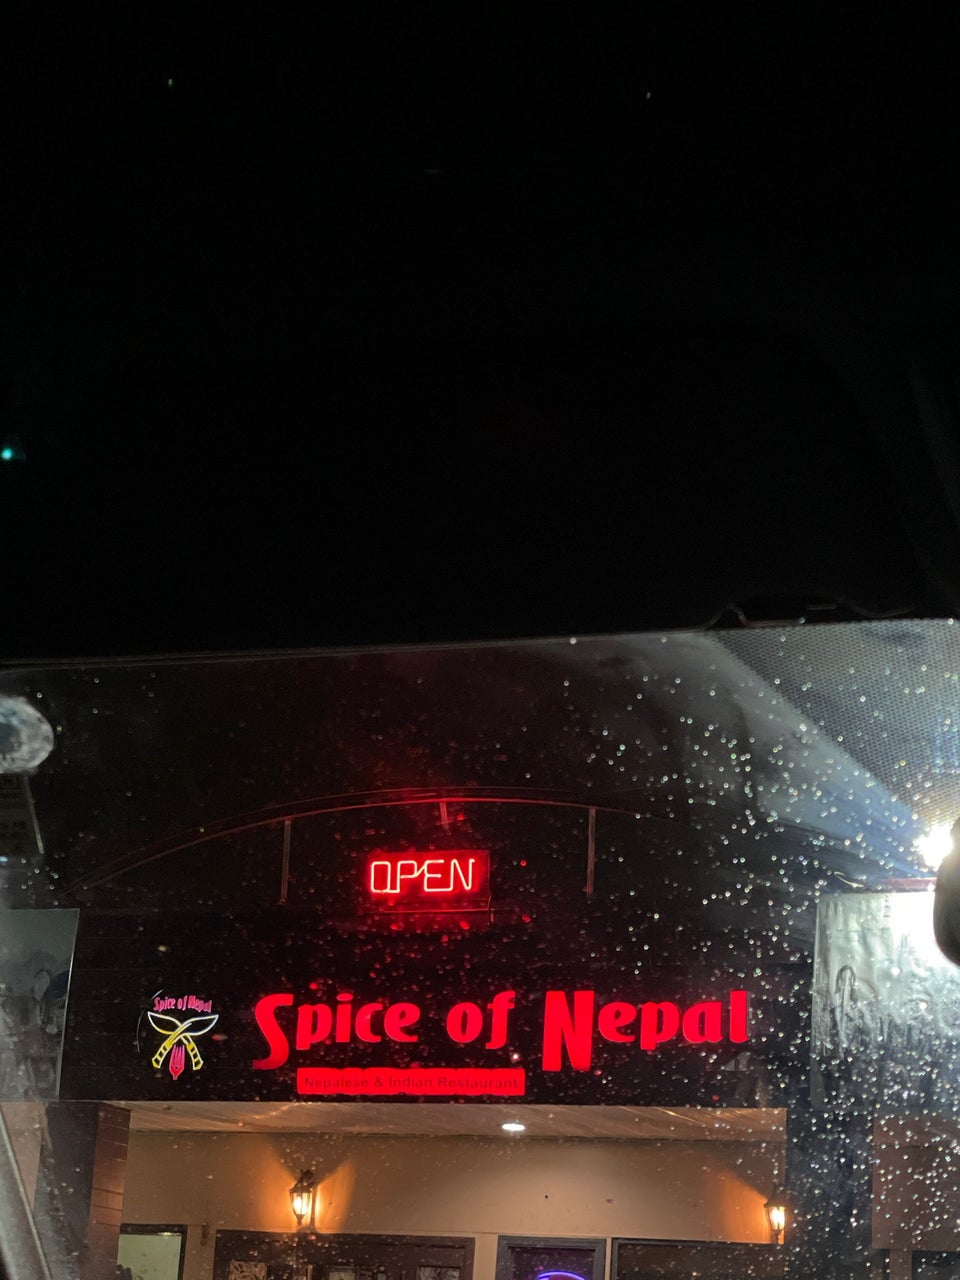 OPEN
Spice of Nepal
Spice of Nepal
Nepalese & Indian Restaurant